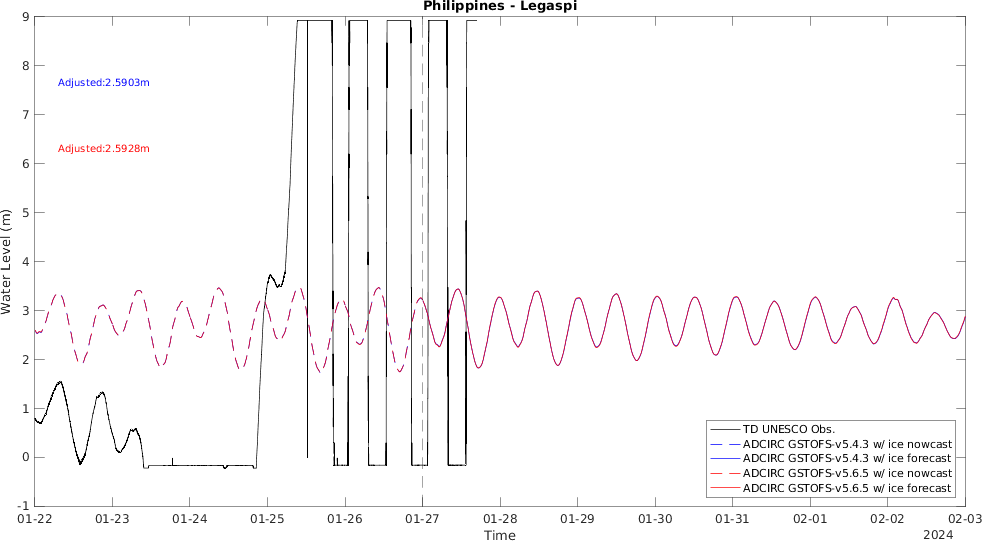 Philippines - Legaspi
9
8
7
6
5
4
3
2
1
0
-1
Water Level (m)
Adjusted:2.5903m
Adjusted:2.5928m
TD UNESCO Obs.
ADCIRC GSTOFS-v5.4.3 w/ ice nowcast
ADCIRC GSTOFS-v5.4.3 w/ ice forecast
ADCIRC GSTOFS-v5.6.5 w/ ice nowcast
ADCIRC GSTOFS-v5.6.5 w/ ice forecast
01-22 01-23 01-24 01-25 01-26 01-27 01-28 01-29 01-30 01-31 02-01 02-02 02-03
Time
2024